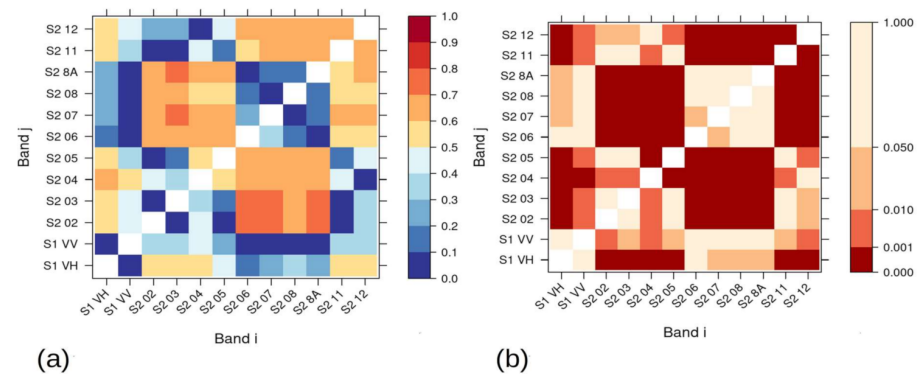 S2 12
S2 11
S2 8A
S2 08
S2 07
S2 06
S2 05
S2 04
S2 03
S2 02
S1 VV
S1 VH
Band j
S1 VH
S1 VV
S2 02
S2 03
S2 04
S2 05
S2 06
S2 07
S2 08
S2 8A
S2 11
S2 12
Band i
1.0
0.9
0.8
0.7
0.6
0.5
0.4
0.3
0.2
0.1
0.0
(a)
S2 12
S2 11
S2 8A
S2 08
S2 07
S2 06
S2 05
S2 04
S2 03
S2 02
S1 VV
S1 VH
Band j
S1 VH
S1 VV
S2 02
S2 03
S2 04
S2 05
S2 06
S2 07
S2 08
S2 8A
S2 11
S2 12
Band i
1.000
0.050
0.010
0.001
0.000
(b)